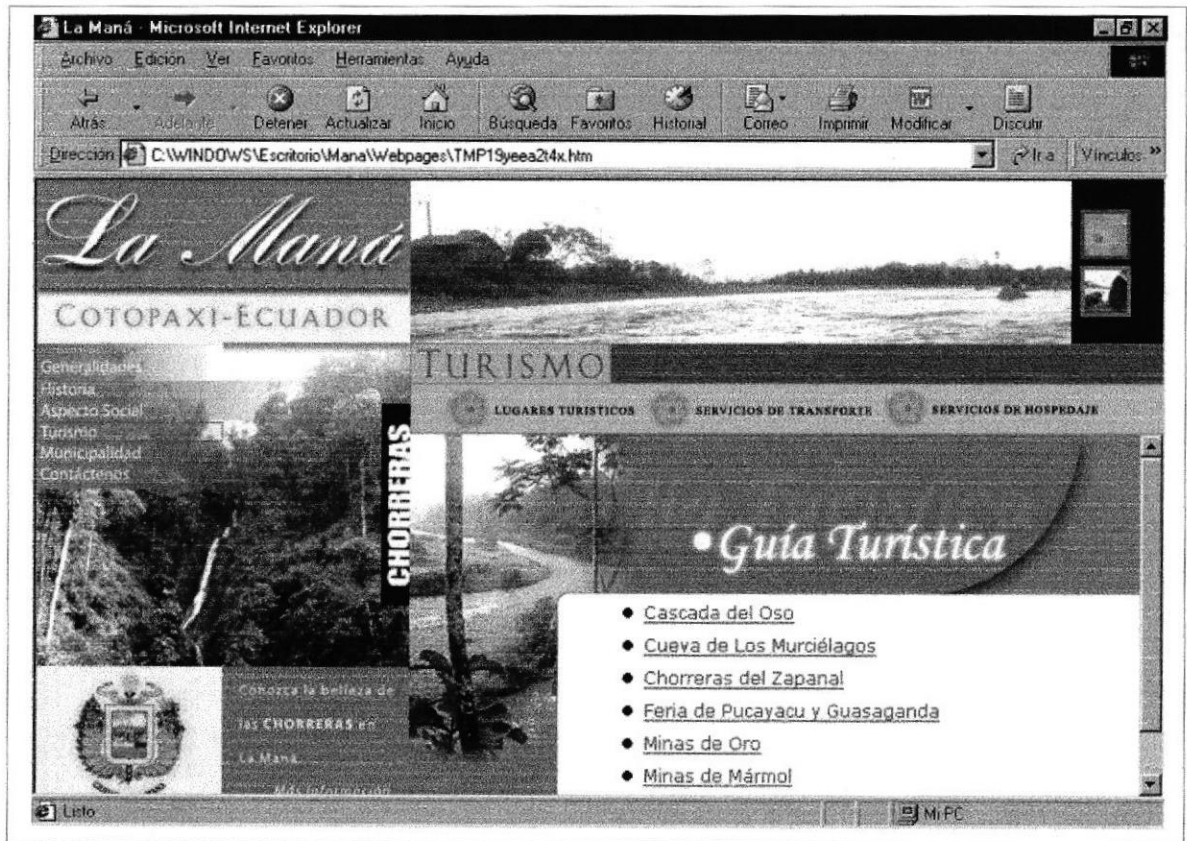 La Maná - Microsoft Internet Explorer
Archivo Edición Ver Favoritos Herramientas Ayuda
Atrás Adelante Detener Actualizar Inicio Búsqueda Favoritos Historial Correo Imprimir Modificar Discutir
Dirección C:\WINDOWS\Escritorio\Mana\Webpages\TMP19yeea2t4x.htm Ir a Vínculos »
La Maná
COTOPAXI-ECUADOR
Generalidades
Historia
Aspecto Social
Turismo
Municipalidad
Contáctenos
CHORRERAS
TURISMO
LUGARES TURISTICOS SERVICIOS DE TRANSPORTE SERVICIOS DE HOSPEDAJE
•Guía Turística
• Cascada del Oso
• Cueva de Los Murciélagos
• Chorreras del Zapanal
• Feria de Pucayacu y Guasaganda
• Minas de Oro
• Minas de Mármol
Conozca la belleza de
las CHORRERAS en
La Maná...
Más información
Listo Mi PC